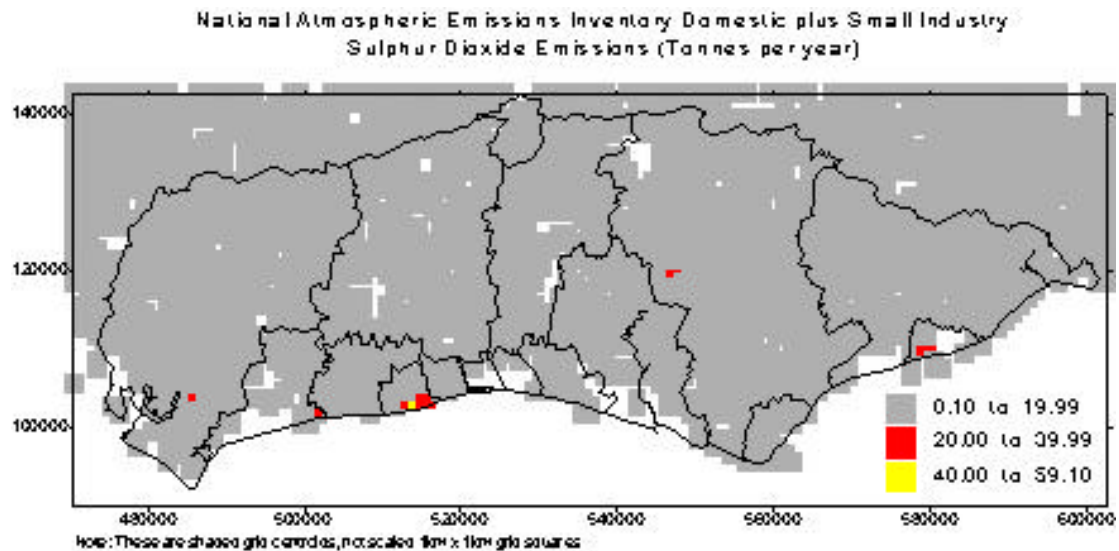 National Atmospheric Emissions Inventory Domestic plus Small Industry
Sulphur Dioxide Emissions (Tonnes per year)
140000
120000
100000
0.10 to 19.99
20.00 to 39.99
40.00 to 59.10
480000 500000 520000 540000 560000 580000 600000
Note: These are shaded grid centroids, not scaled 1km x 1km grid squares